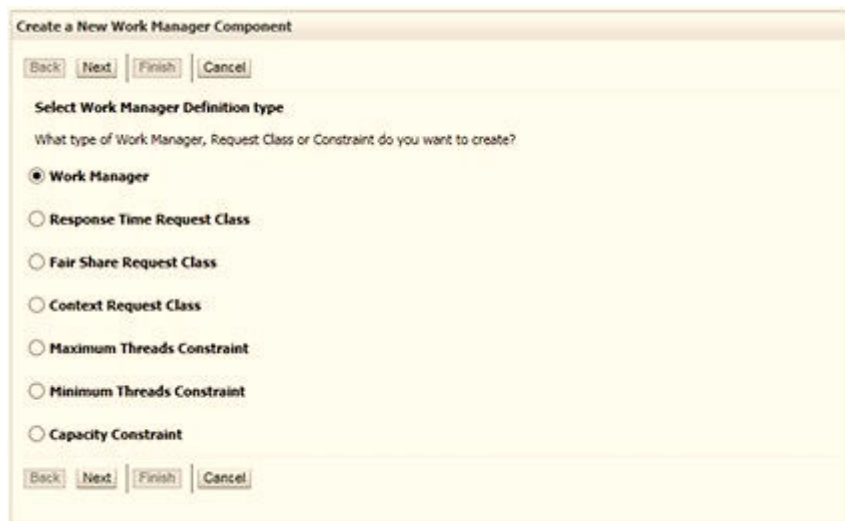 Create a New Work Manager Component
Back Next Finish Cancel
Select Work Manager Definition type
What type of Work Manager, Request Class or Constraint do you want to create?
Work Manager
Response Time Request Class
Fair Share Request Class
Context Request Class
Maximum Threads Constraint
Minimum Threads Constraint
Capacity Constraint
Back Next Finish Cancel